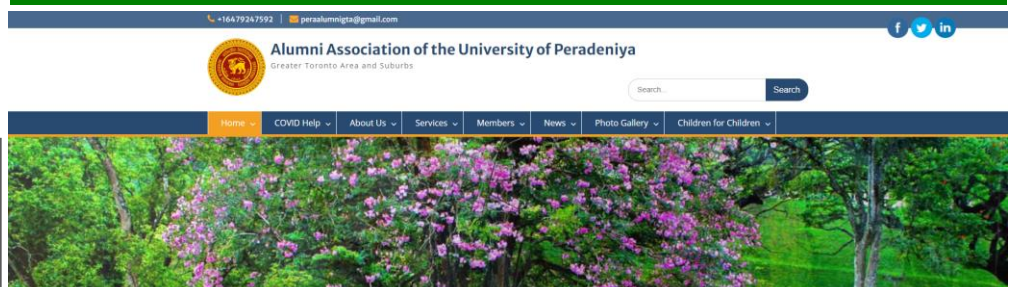 +16479247592 | peraalumnigta@gmail.com
Alumni Association of the University of Peradeniya
Greater Toronto Area and Suburbs
Search... Search
Home COVID Help About Us Services Members News Photo Gallery Children for Children